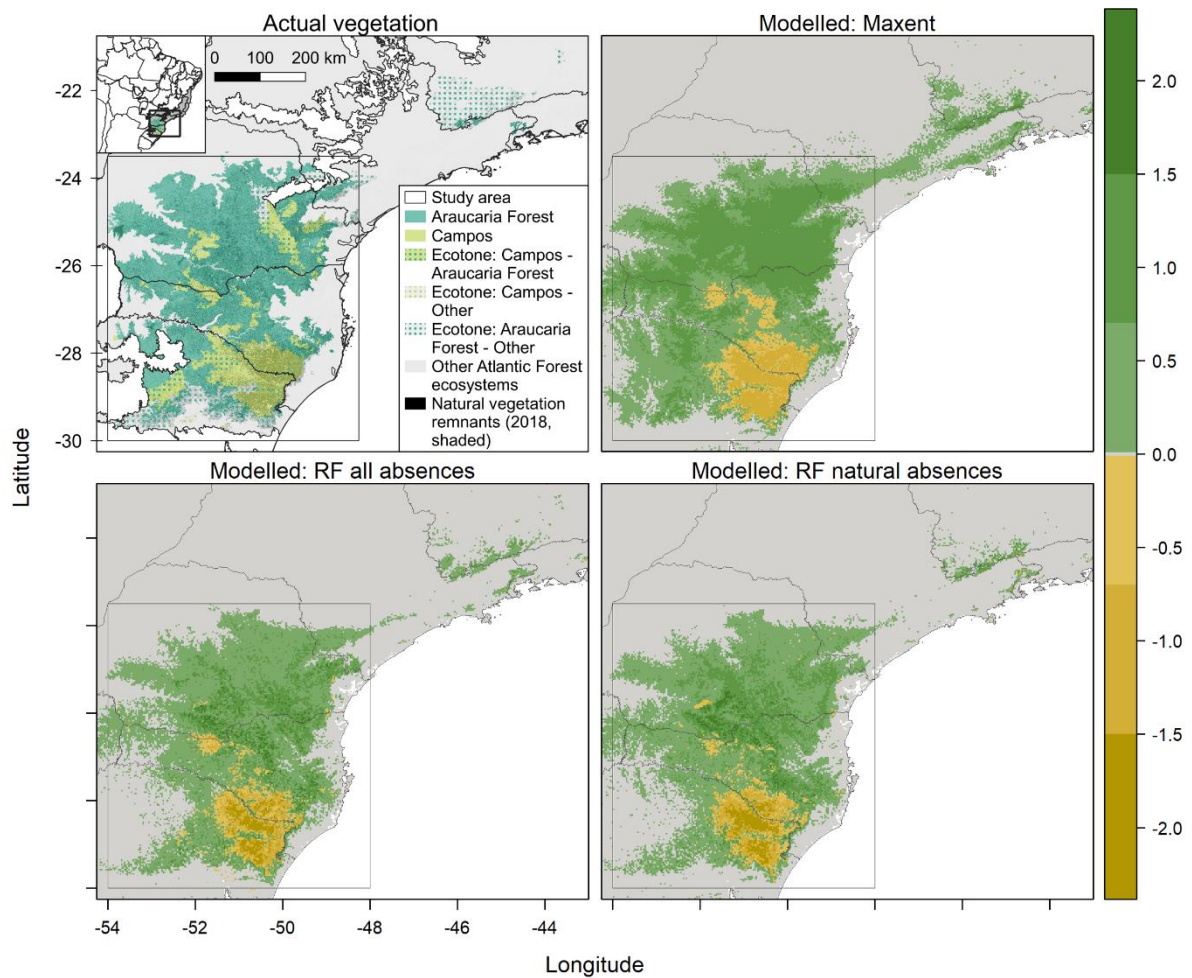 Actual vegetation
Modelled: Maxent
0 100 200 km
Study area
Araucaria Forest
Campos
Ecotone: Campos -
Araucaria Forest
Ecotone: Campos -
Other
Ecotone: Araucaria
Forest - Other
Other Atlantic Forest
ecosystems
Natural vegetation
remnants (2018,
shaded)
-22
-24
-26
-28
-30
Latitude
Modelled: RF all absences
Modelled: RF natural absences
-54 -52 -50 -48 -46 -44
Longitude
2.0
1.5
1.0
0.5
0.0
-0.5
-1.0
-1.5
-2.0